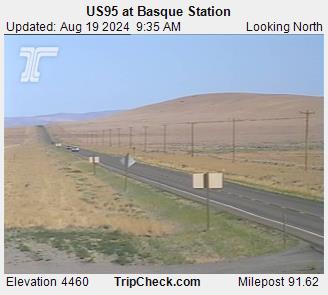 US95 at Basque Station
Updated: Aug 19 2024 9:35 AM Looking North
Elevation 4460 TripCheck.com Milepost 91.62